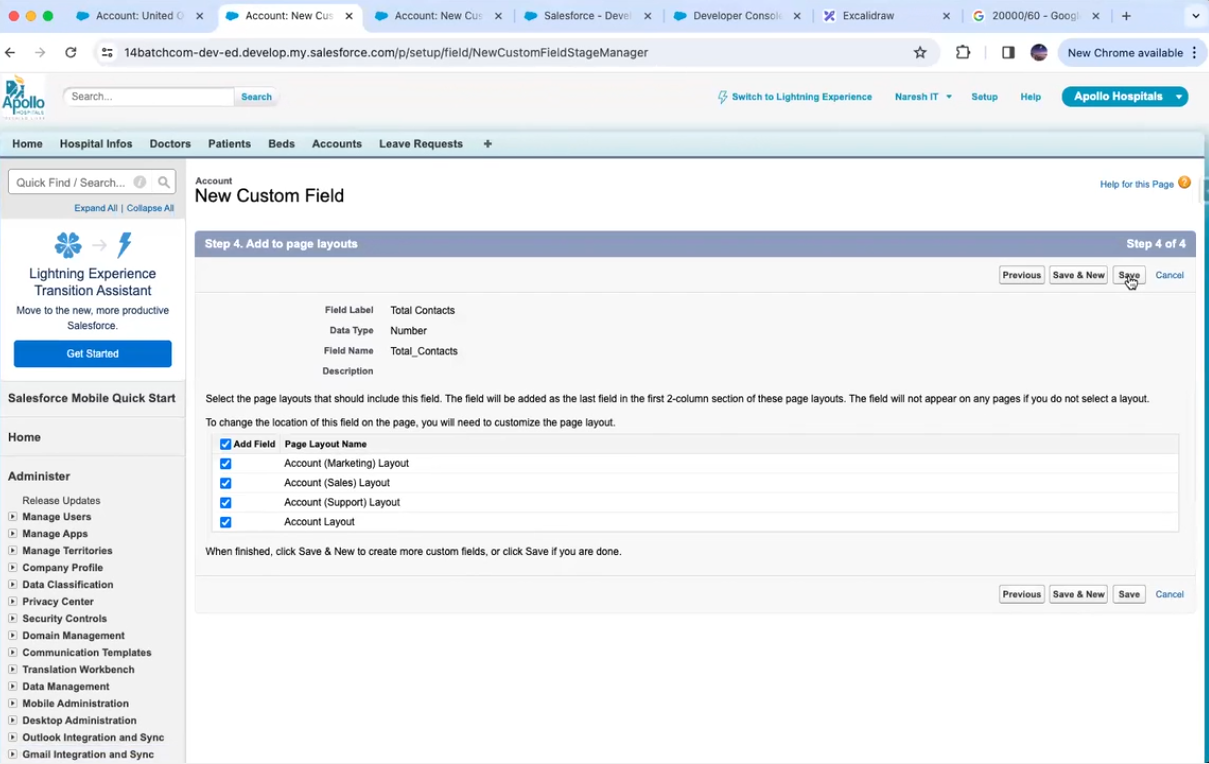 Account: United O
Account: New Cus
Account: New Cus
Salesforce - Devel
Developer Console
Excalidraw
20000/60 - Google
14batchcom-dev-ed.develop.my.salesforce.com/p/setup/field/NewCustomFieldStageManager
New Chrome available
Apollo
HOSPITALS
Search...
Search
Switch to Lightning Experience
Naresh IT
Setup
Help
Apollo Hospitals
Home Hospital Infos Doctors Patients Beds Accounts Leave Requests +
Quick Find / Search...
Expand All | Collapse All
Lightning Experience
Transition Assistant
Move to the new, more productive
Salesforce.
Get Started
Salesforce Mobile Quick Start
Home
Administer
Release Updates
Manage Users
Manage Apps
Manage Territories
Company Profile
Data Classification
Privacy Center
Security Controls
Domain Management
Communication Templates
Translation Workbench
Data Management
Mobile Administration
Desktop Administration
Outlook Integration and Sync
Gmail Integration and Sync
Account
New Custom Field
Help for this Page
Step 4. Add to page layouts
Step 4 of 4
Previous Save & New Save Cancel
Field Label Total Contacts
Data Type Number
Field Name Total_Contacts
Description
Select the page layouts that should include this field. The field will be added as the last field in the first 2-column section of these page layouts. The field will not appear on any pages if you do not select a layout.
To change the location of this field on the page, you will need to customize the page layout.
Add Field Page Layout Name
Account (Marketing) Layout
Account (Sales) Layout
Account (Support) Layout
Account Layout
When finished, click Save & New to create more custom fields, or click Save if you are done.
Previous Save & New Save Cancel